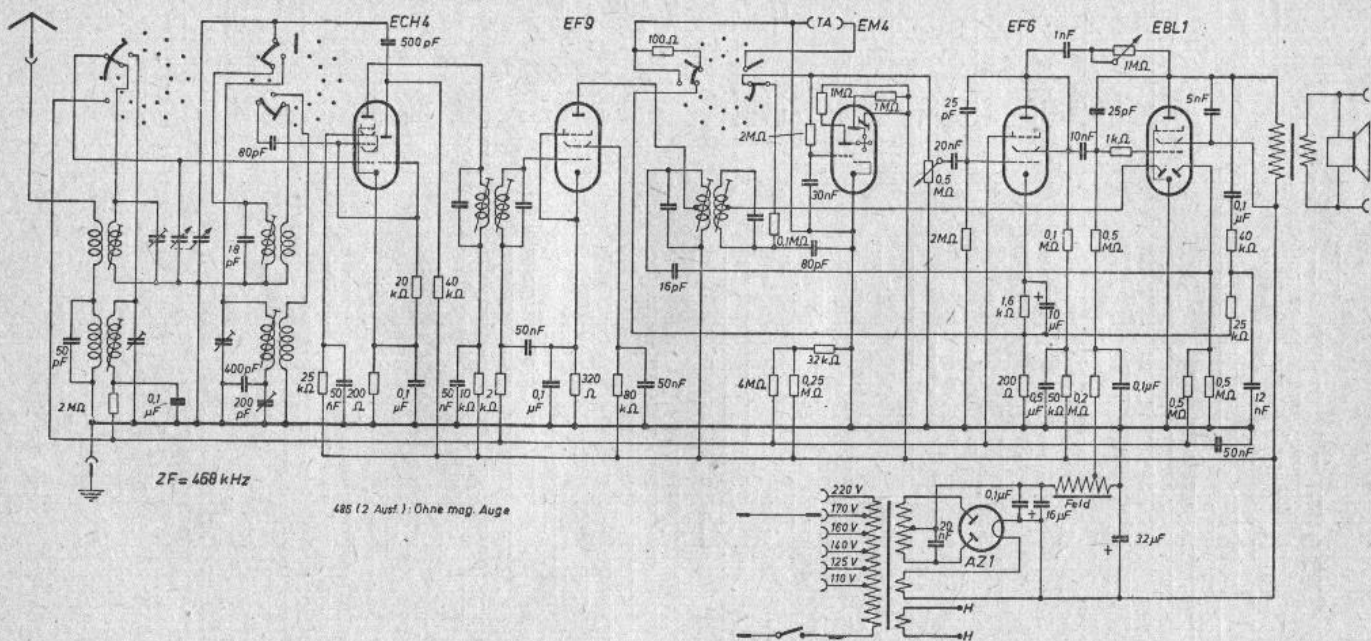 ECH4
EF9
EM4
EF6
EBL1
500 pF
100Ω
(TA)
1nF
1MΩ
80pF
1MΩ
1MΩ
2MΩ
25 pF
20nF
0,5 MΩ
10nF
25pF
1kΩ
5nF
18 pF
30nF
0,1MΩ
80pF
16pF
2MΩ
0,1 MΩ
0,5 MΩ
0,1 µF
40 kΩ
20 kΩ
40 kΩ
1,6 kΩ
10 µF
25 kΩ
50 pF
400pF
200 pF
2 MΩ
0,1 µF
25 kΩ
50 nF
200 Ω
0,1 µF
50 nF
10 kΩ
2 kΩ
50nF
0,1 µF
320 Ω
80 kΩ
50nF
32kΩ
4MΩ
0,25 MΩ
200 Ω
0,5 µF
50 kΩ
0,2 MΩ
0,1µF
0,5 MΩ
0,5 MΩ
12 nF
50nF
ZF = 468 kHz
485 (2 Ausf.): Ohne mag. Auge
220 V
170 V
160 V
140 V
125 V
110 V
20 nF
AZ1
0,1µF
16µF
Feld
32µF
H
H